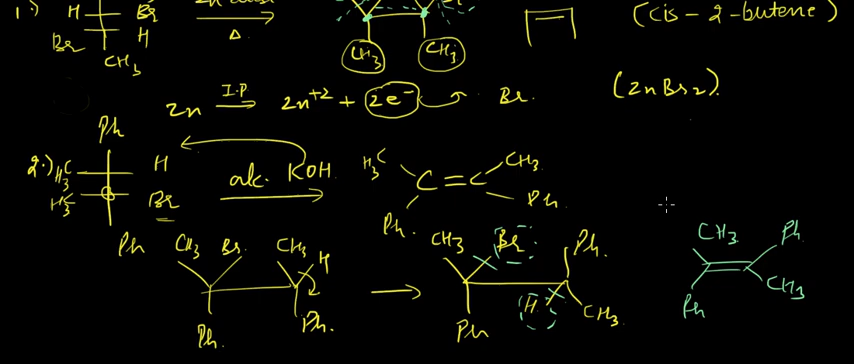 1.) H Br Zn dust
Br H Δ (Cis-2-butene)
CH3 CH3 CH3
Zn I.P → Zn+2 + 2e- Br. (ZnBr2).
Ph
2.) H3C H alc. KOH H3C C=C CH3
H3C Br Ph. Ph.
Ph
CH3 Br CH3 H → CH3 Br Ph. CH3 Ph
Ph. Ph. Ph H CH3 Ph CH3